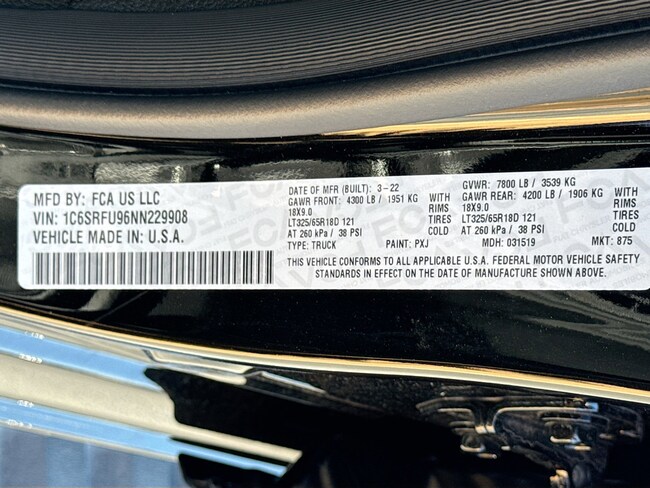 MFD BY: FCA US LLC
VIN: 1C6SRFU96NN229908
VEHICLE MADE IN: U.S.A.
DATE OF MFR (BUILT): 3-22 GVWR: 7800 LB / 3539 KG
GAWR FRONT: 4300 LB / 1951 KG WITH GAWR REAR: 4200 LB / 1906 KG WITH
18X9.0 RIMS 18X9.0 RIMS
LT325/65R18D 121 TIRES LT325/65R18D 121 TIRES
AT 260 kPa / 38 PSI COLD AT 260 kPa / 38 PSI COLD
TYPE: TRUCK PAINT: PXJ MDH: 031519 MKT: 875
THIS VEHICLE CONFORMS TO ALL APPLICABLE U.S.A. FEDERAL MOTOR VEHICLE SAFETY
STANDARDS IN EFFECT ON THE DATE OF MANUFACTURE SHOWN ABOVE.